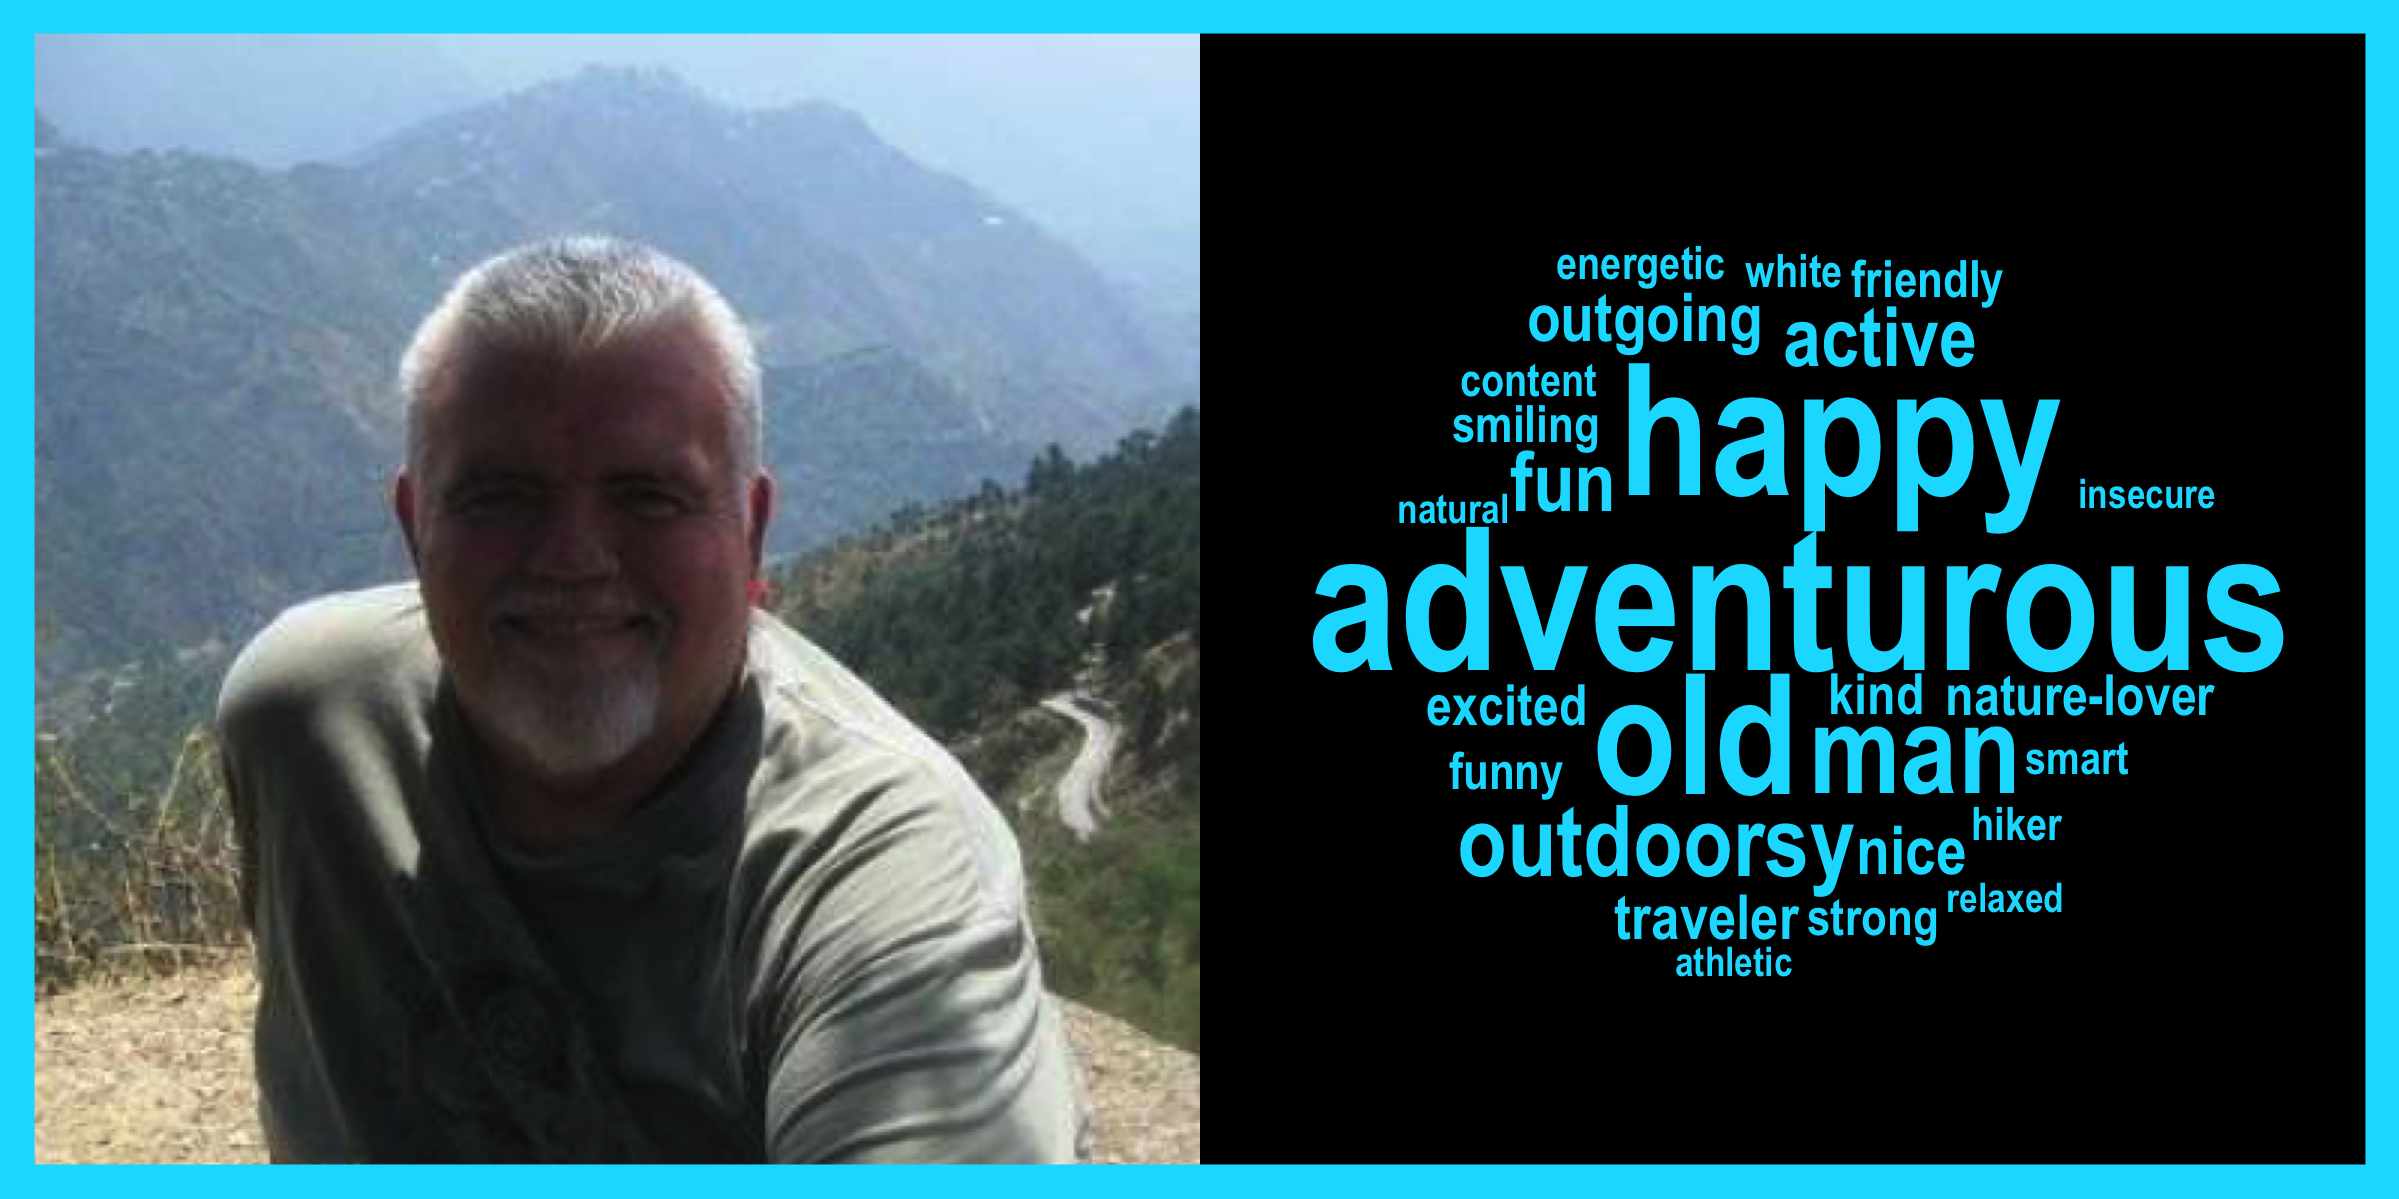 energetic white friendly
outgoing active
content happy
smiling
fun
natural insecure
adventurous
excited old kind nature-lover
man
funny smart
outdoorsy nice hiker
traveler strong relaxed
athletic